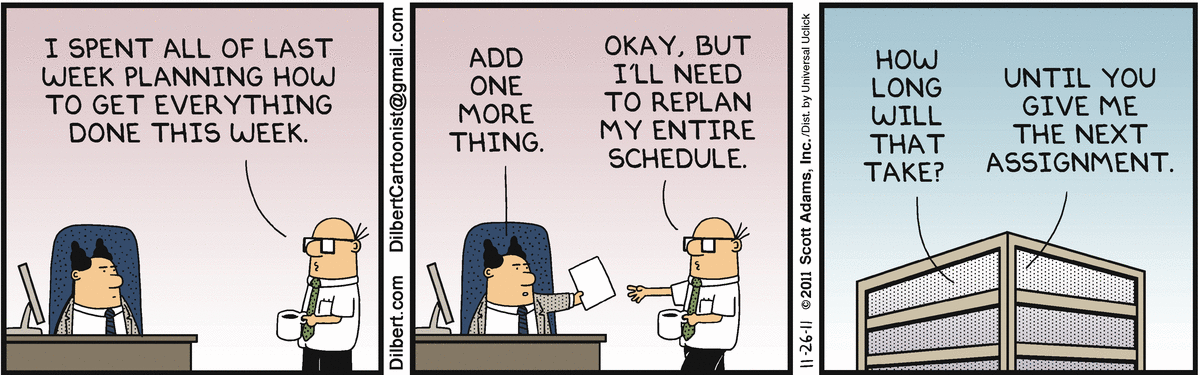 I SPENT ALL OF LAST
WEEK PLANNING HOW
TO GET EVERYTHING
DONE THIS WEEK.
Dilbert.com DilbertCartoonist@gmail.com
ADD
ONE
MORE
THING.
OKAY, BUT
I'LL NEED
TO REPLAN
MY ENTIRE
SCHEDULE.
11-26-11 © 2011 Scott Adams, Inc. /Dist. by Universal Uclick
HOW
LONG
WILL
THAT
TAKE?
UNTIL YOU
GIVE ME
THE NEXT
ASSIGNMENT.